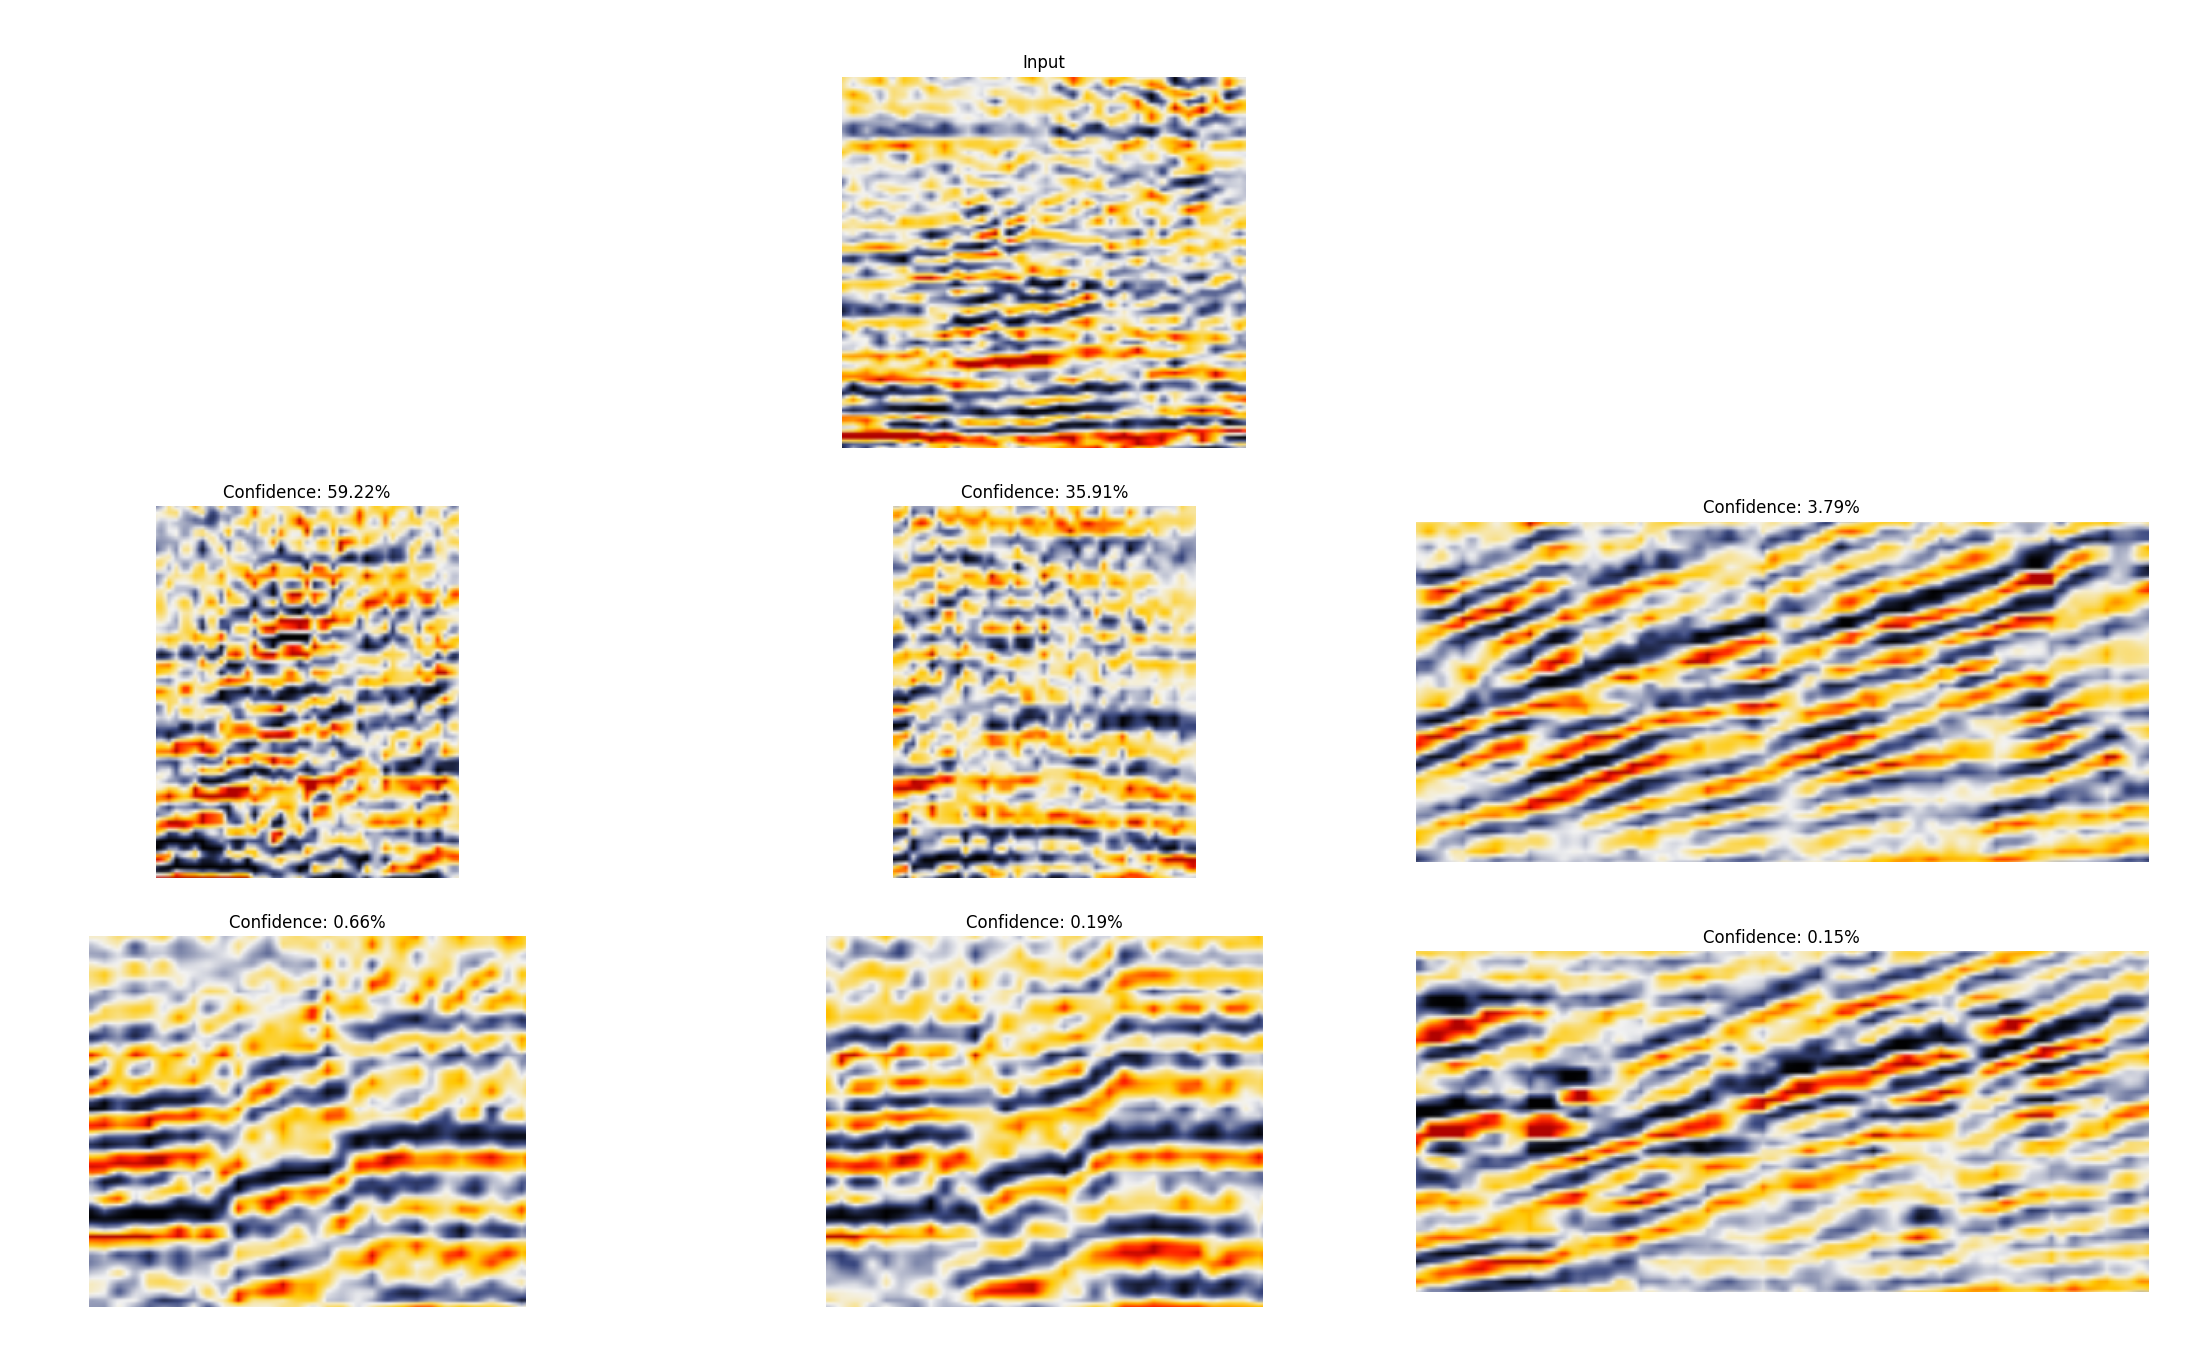 Input
Confidence: 59.22%
Confidence: 35.91%
Confidence: 3.79%
Confidence: 0.66%
Confidence: 0.19%
Confidence: 0.15%